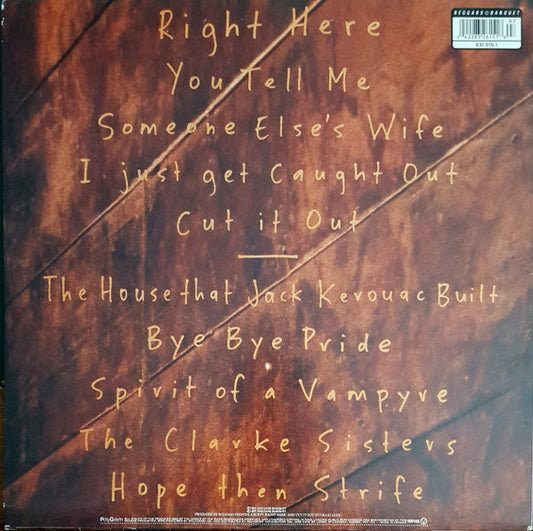 BEGGARS BANQUET
Right Here
You Tell Me
Someone Else's Wife
I just get Caught Out
Cut it Out
The House that Jack Kerouac Built
Bye Bye Pride
Spirit of a Vampyre
The Clarke Sisters
Hope then Strife
PolyGram